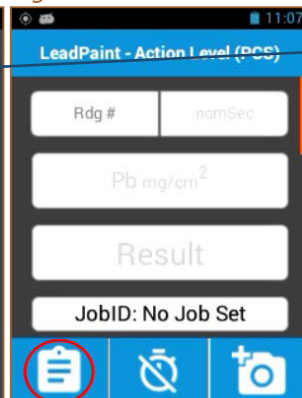 11:07
LeadPaint - Action Level (PCS)
Rdg # nomSec
Pb mg/cm²
Result
JobID: No Job Set